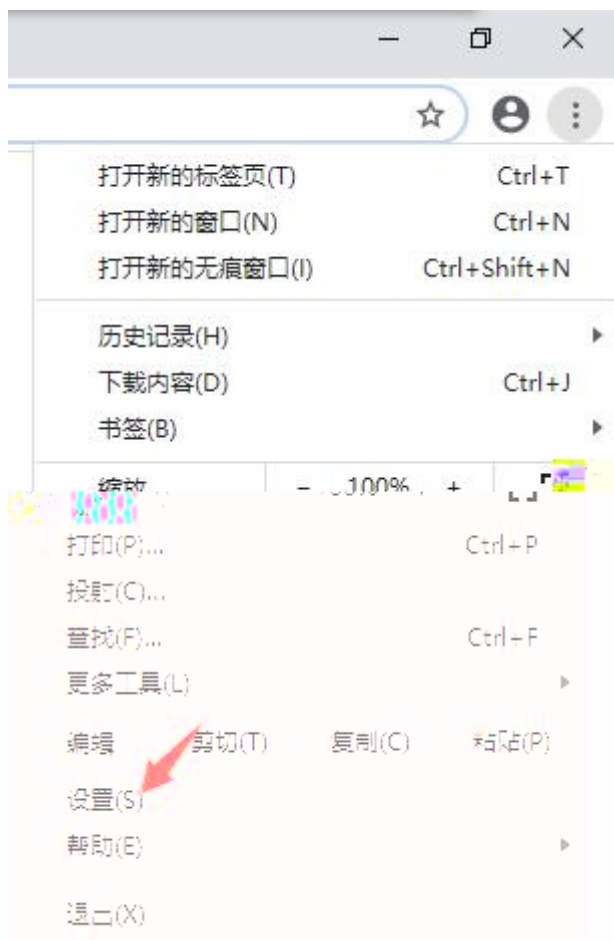 打开新的标签页(T) Ctrl+T
打开新的窗口(N) Ctrl+N
打开新的无痕窗口(I) Ctrl+Shift+N
历史记录(H)
下载内容(D) Ctrl+J
书签(B)
缩放 - 100% +
打印(P)... Ctrl+P
投射(C)...
查找(F)... Ctrl+F
更多工具(L)
编辑 剪切(T) 复制(C) 粘贴(P)
设置(S)
帮助(E)
退出(X)